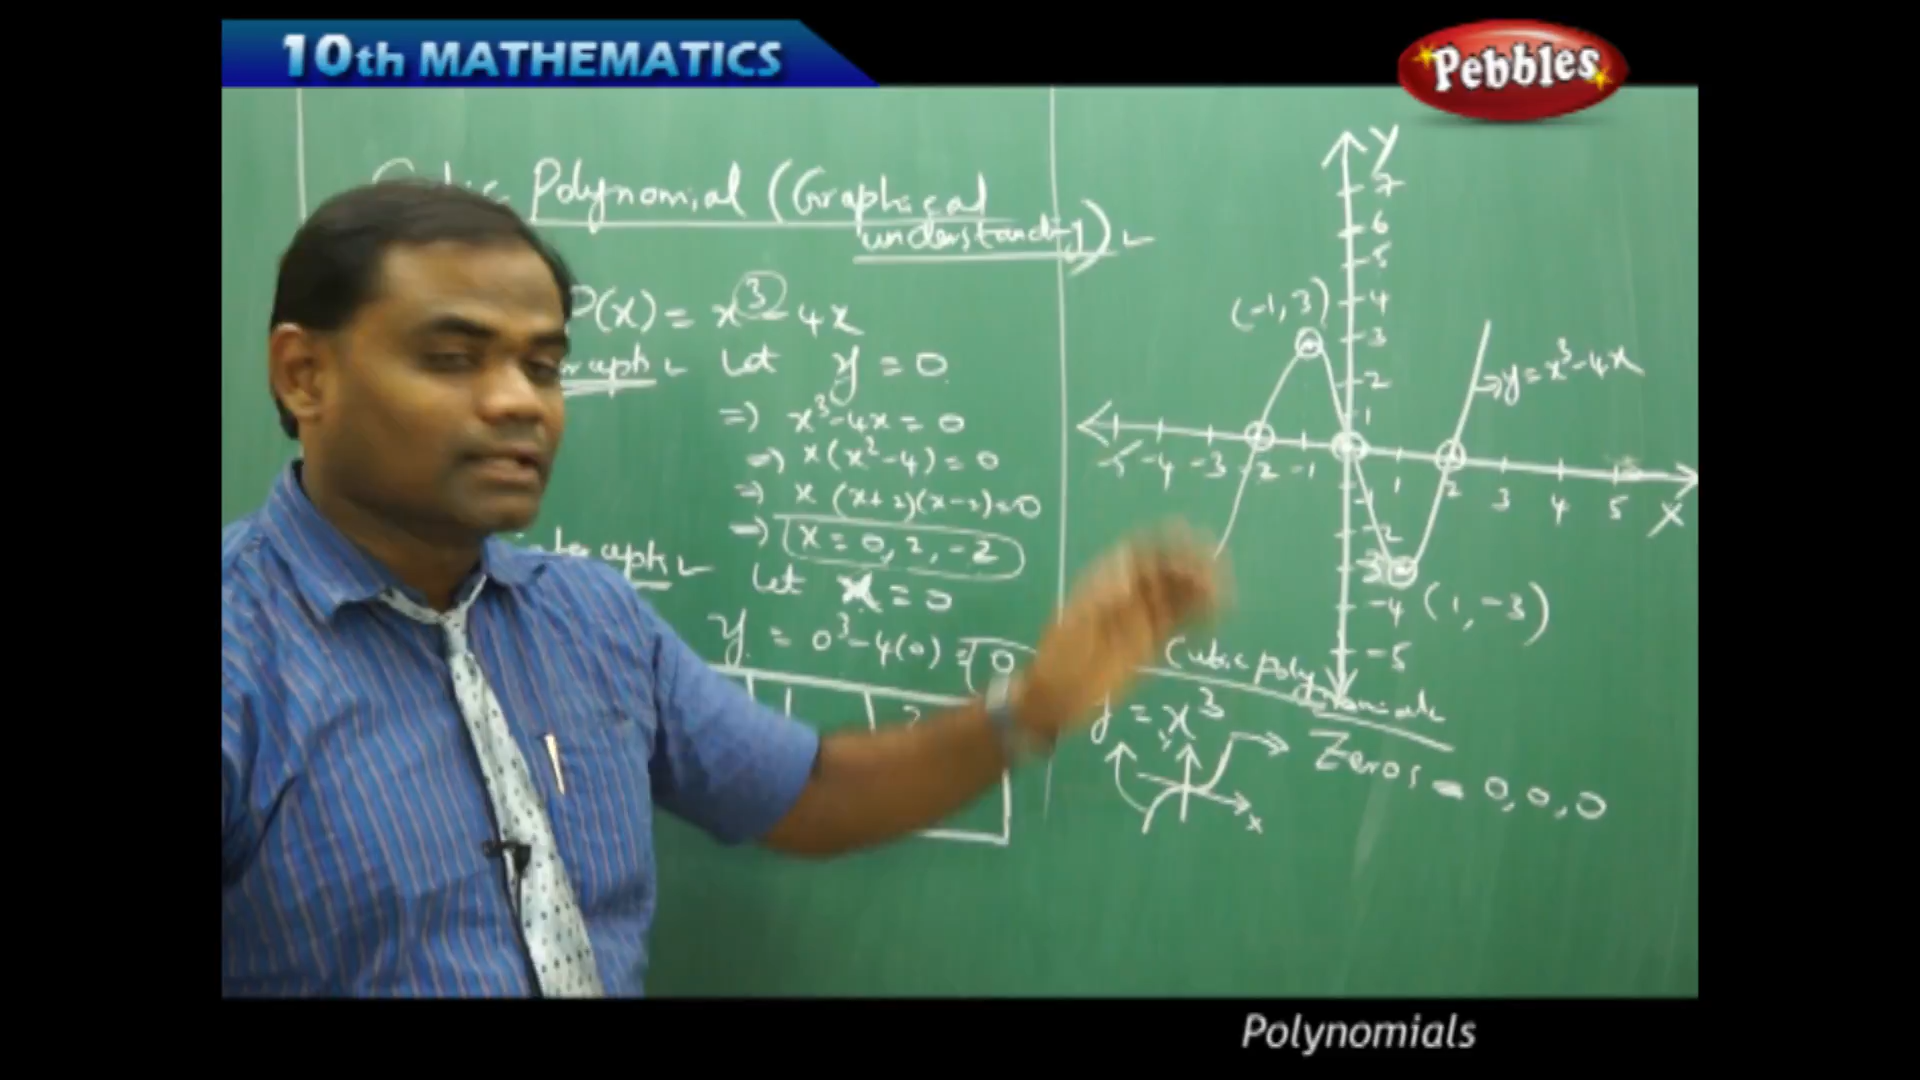 10th MATHEMATICS
Pebbles
Polynomial (Graphical
understanding)
P(x) = x³ - 4x
Let y = 0
=) x³ - 4x = 0
=) x(x² - 4) = 0
=) x (x+2)(x-2) = 0
=) x = 0, 2, -2
Let x = 0
y = 0³ - 4(0) = 0
Y
7
6
5
4
3
2
1
(-1, 3)
y = x³ - 4x
-5 -4 -3 -2 -1 1 2 3 4 5 X
-1
-2
-3
-4
-5
(1, -3)
Cubic polynomials
y = x³
x
Zeros = 0, 0, 0
Polynomials